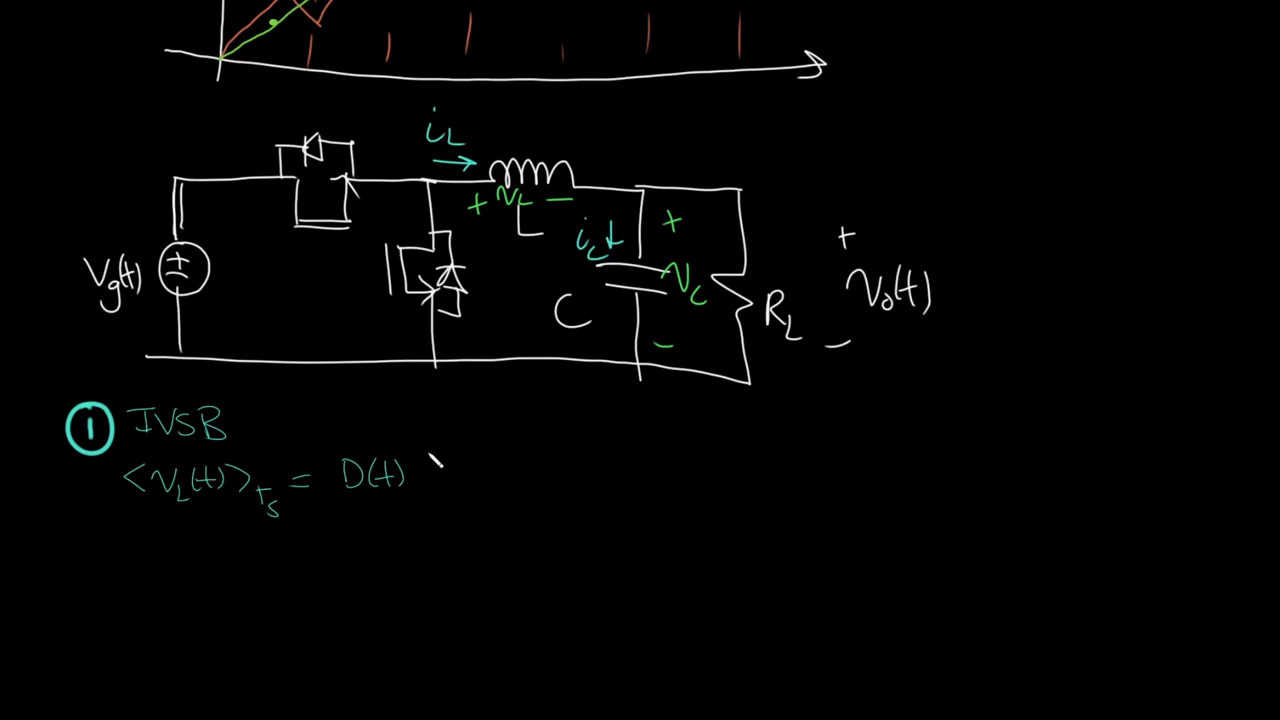 i_L
+ v_L −
L
V_g(t)
+
−
i_c
+
v_c
−
C
R_L
+
v_o(t)
−
1 IVSB
<v_L(t)>_Ts = D(t)